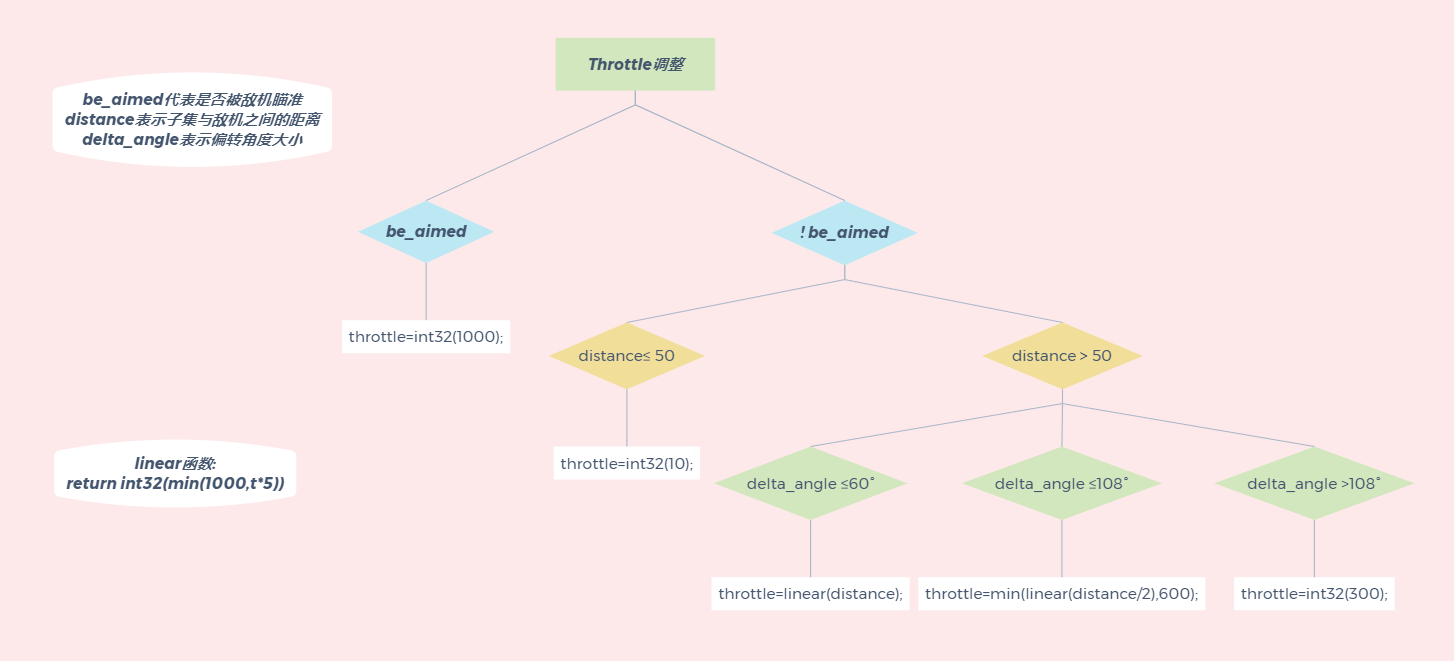 Throttle调整
be_aimed代表是否被敌机瞄准
distance表示子集与敌机之间的距离
delta_angle表示偏转角度大小
be_aimed
! be_aimed
throttle=int32(1000);
distance≤ 50
distance > 50
linear函数:
return int32(min(1000,t*5))
throttle=int32(10);
delta_angle ≤60°
delta_angle ≤108°
delta_angle >108°
throttle=linear(distance);
throttle=min(linear(distance/2),600);
throttle=int32(300);